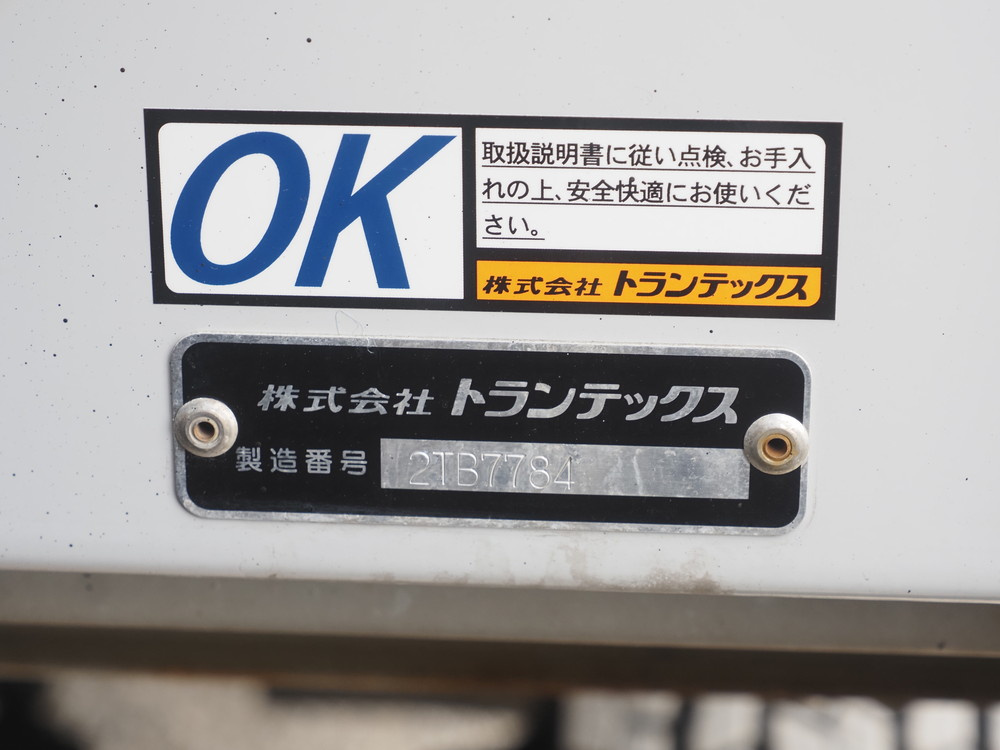 OK
取扱説明書に従い点検、お手入
れの上、安全快適にお使いくだ
さい。
株式会社 トランテックス
株式会社 トランテックス
製造番号 2TB7784